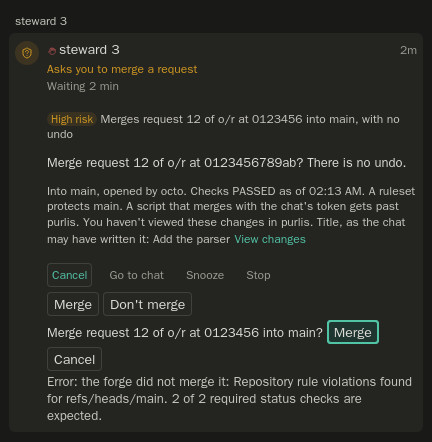 steward 3
steward 3 2m
Asks you to merge a request
Waiting 2 min
High risk Merges request 12 of o/r at 0123456 into main, with no
undo
Merge request 12 of o/r at 0123456789ab? There is no undo.
Into main, opened by octo. Checks PASSED as of 02:13 AM. A ruleset
protects main. A script that merges with the chat's token gets past
purlis. You haven't viewed these changes in purlis. Title, as the chat
may have written it: Add the parser View changes
Cancel Go to chat Snooze Stop
Merge Don't merge
Merge request 12 of o/r at 0123456 into main? Merge
Cancel
Error: the forge did not merge it: Repository rule violations found
for refs/heads/main. 2 of 2 required status checks are
expected.